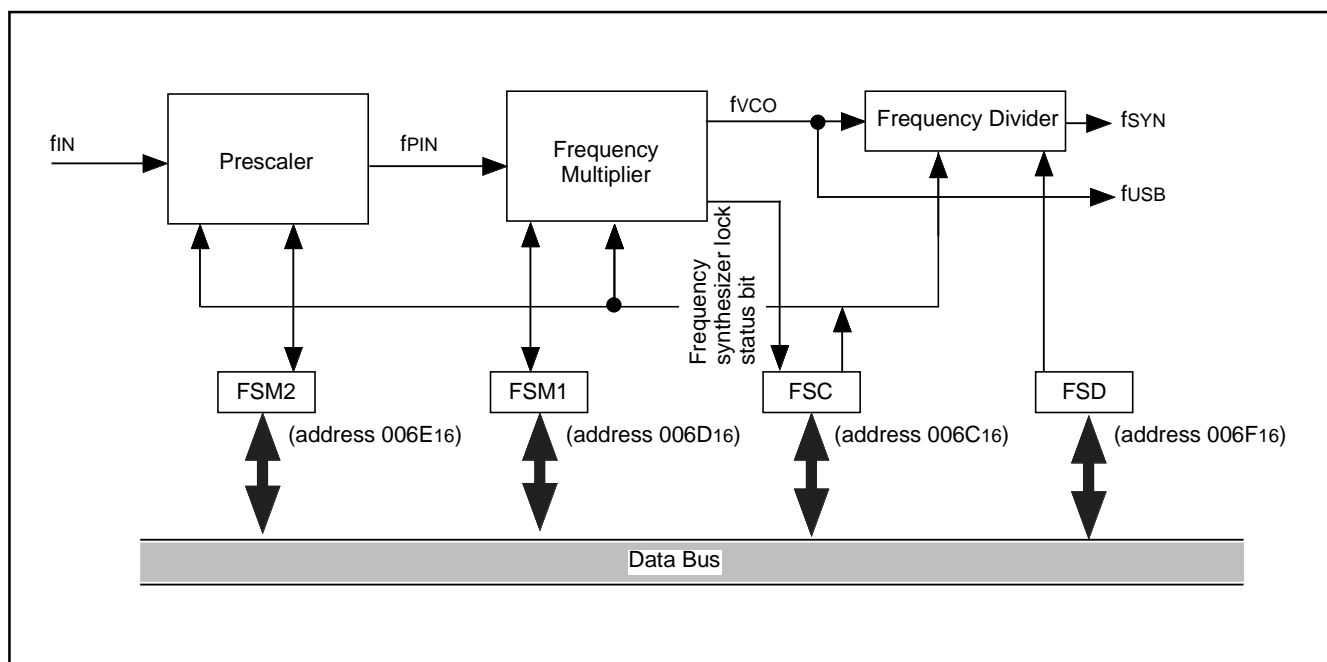 fIN
Prescaler
fPIN
Frequency
Multiplier
fVCO
Frequency Divider
fSYN
fUSB
Frequency
synthesizer lock
status bit
FSM2
(address 006E16)
FSM1
(address 006D16)
FSC
(address 006C16)
FSD
(address 006F16)
Data Bus